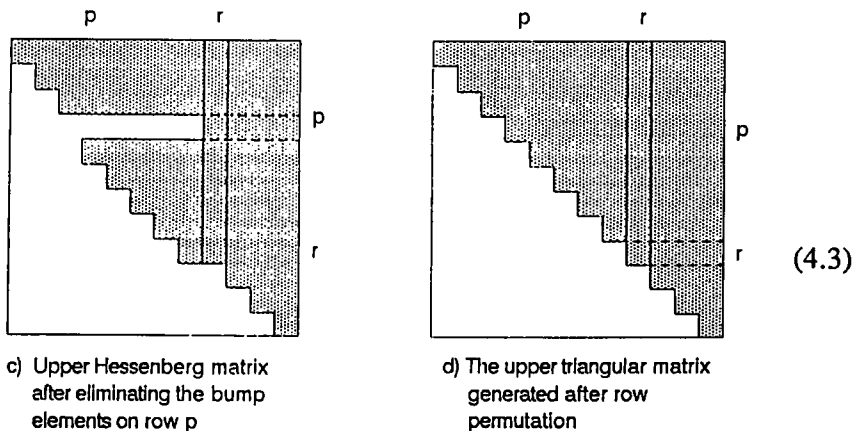 p r
p
r
c) Upper Hessenberg matrix
after eliminating the bump
elements on row p
p r
p
r
(4.3)
d) The upper triangular matrix
generated after row
permutation